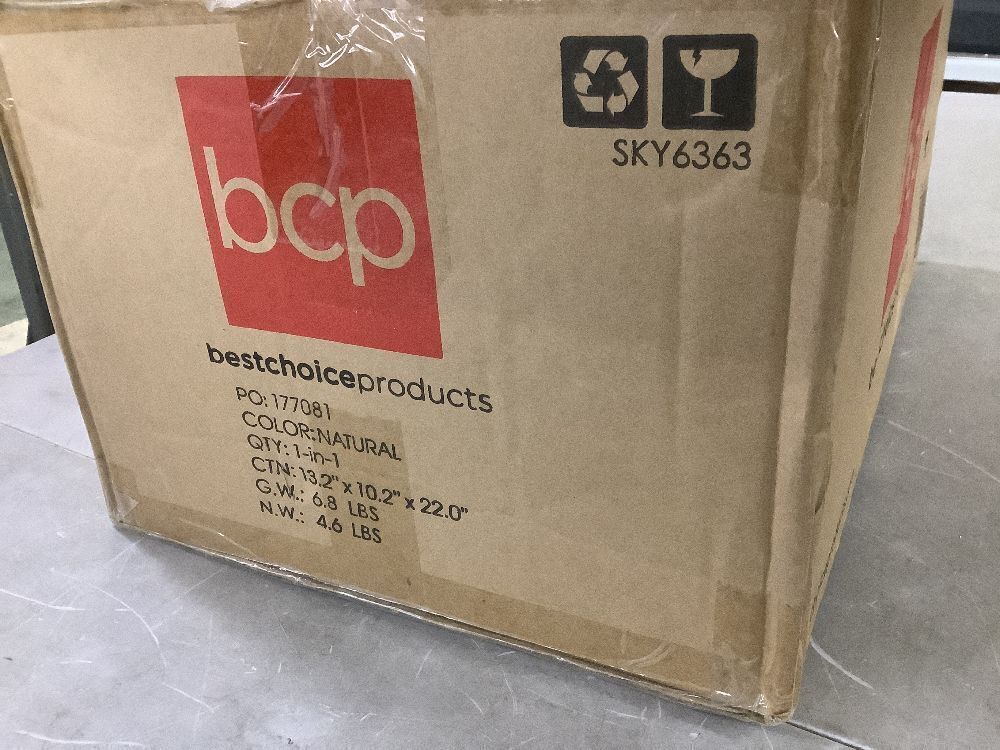 SKY6363
bcp
bestchoiceproducts
PO: 177081
COLOR:NATURAL
QTY: 1-in-1
CTN: 13.2" x 10.2" x 22.0"
G.W.: 6.8 LBS
N.W.: 4.6 LBS